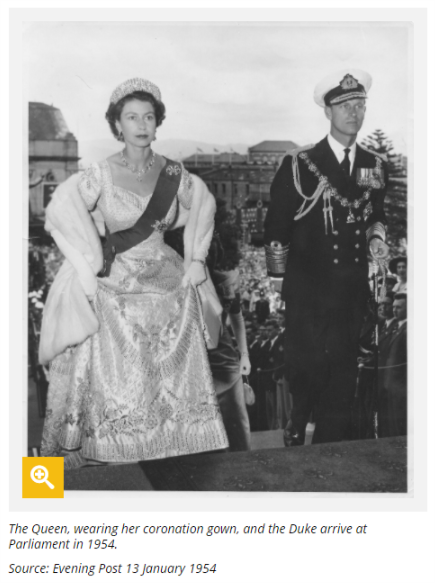 The Queen, wearing her coronation gown, and the Duke arrive at
Parliament in 1954.
Source: Evening Post 13 January 1954